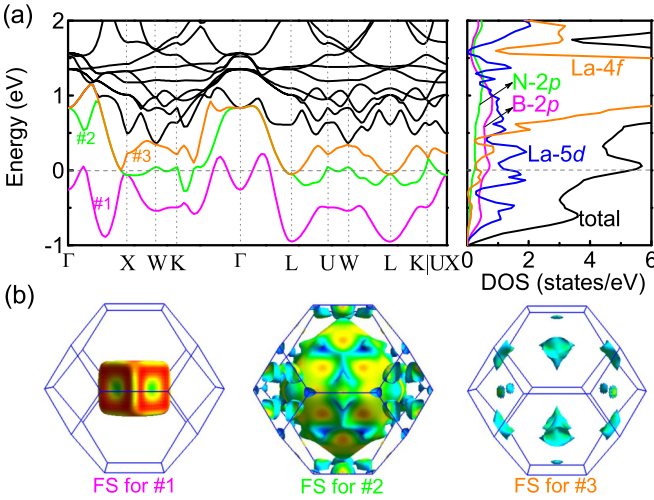 (a)
2
1
0
-1
Energy (eV)
#2
#3
#1
Γ X W K Γ L U W L K|UX
La-4f
N-2p
B-2p
La-5d
total
0 2 4 6
DOS (states/eV)
(b)
FS for #1 FS for #2 FS for #3